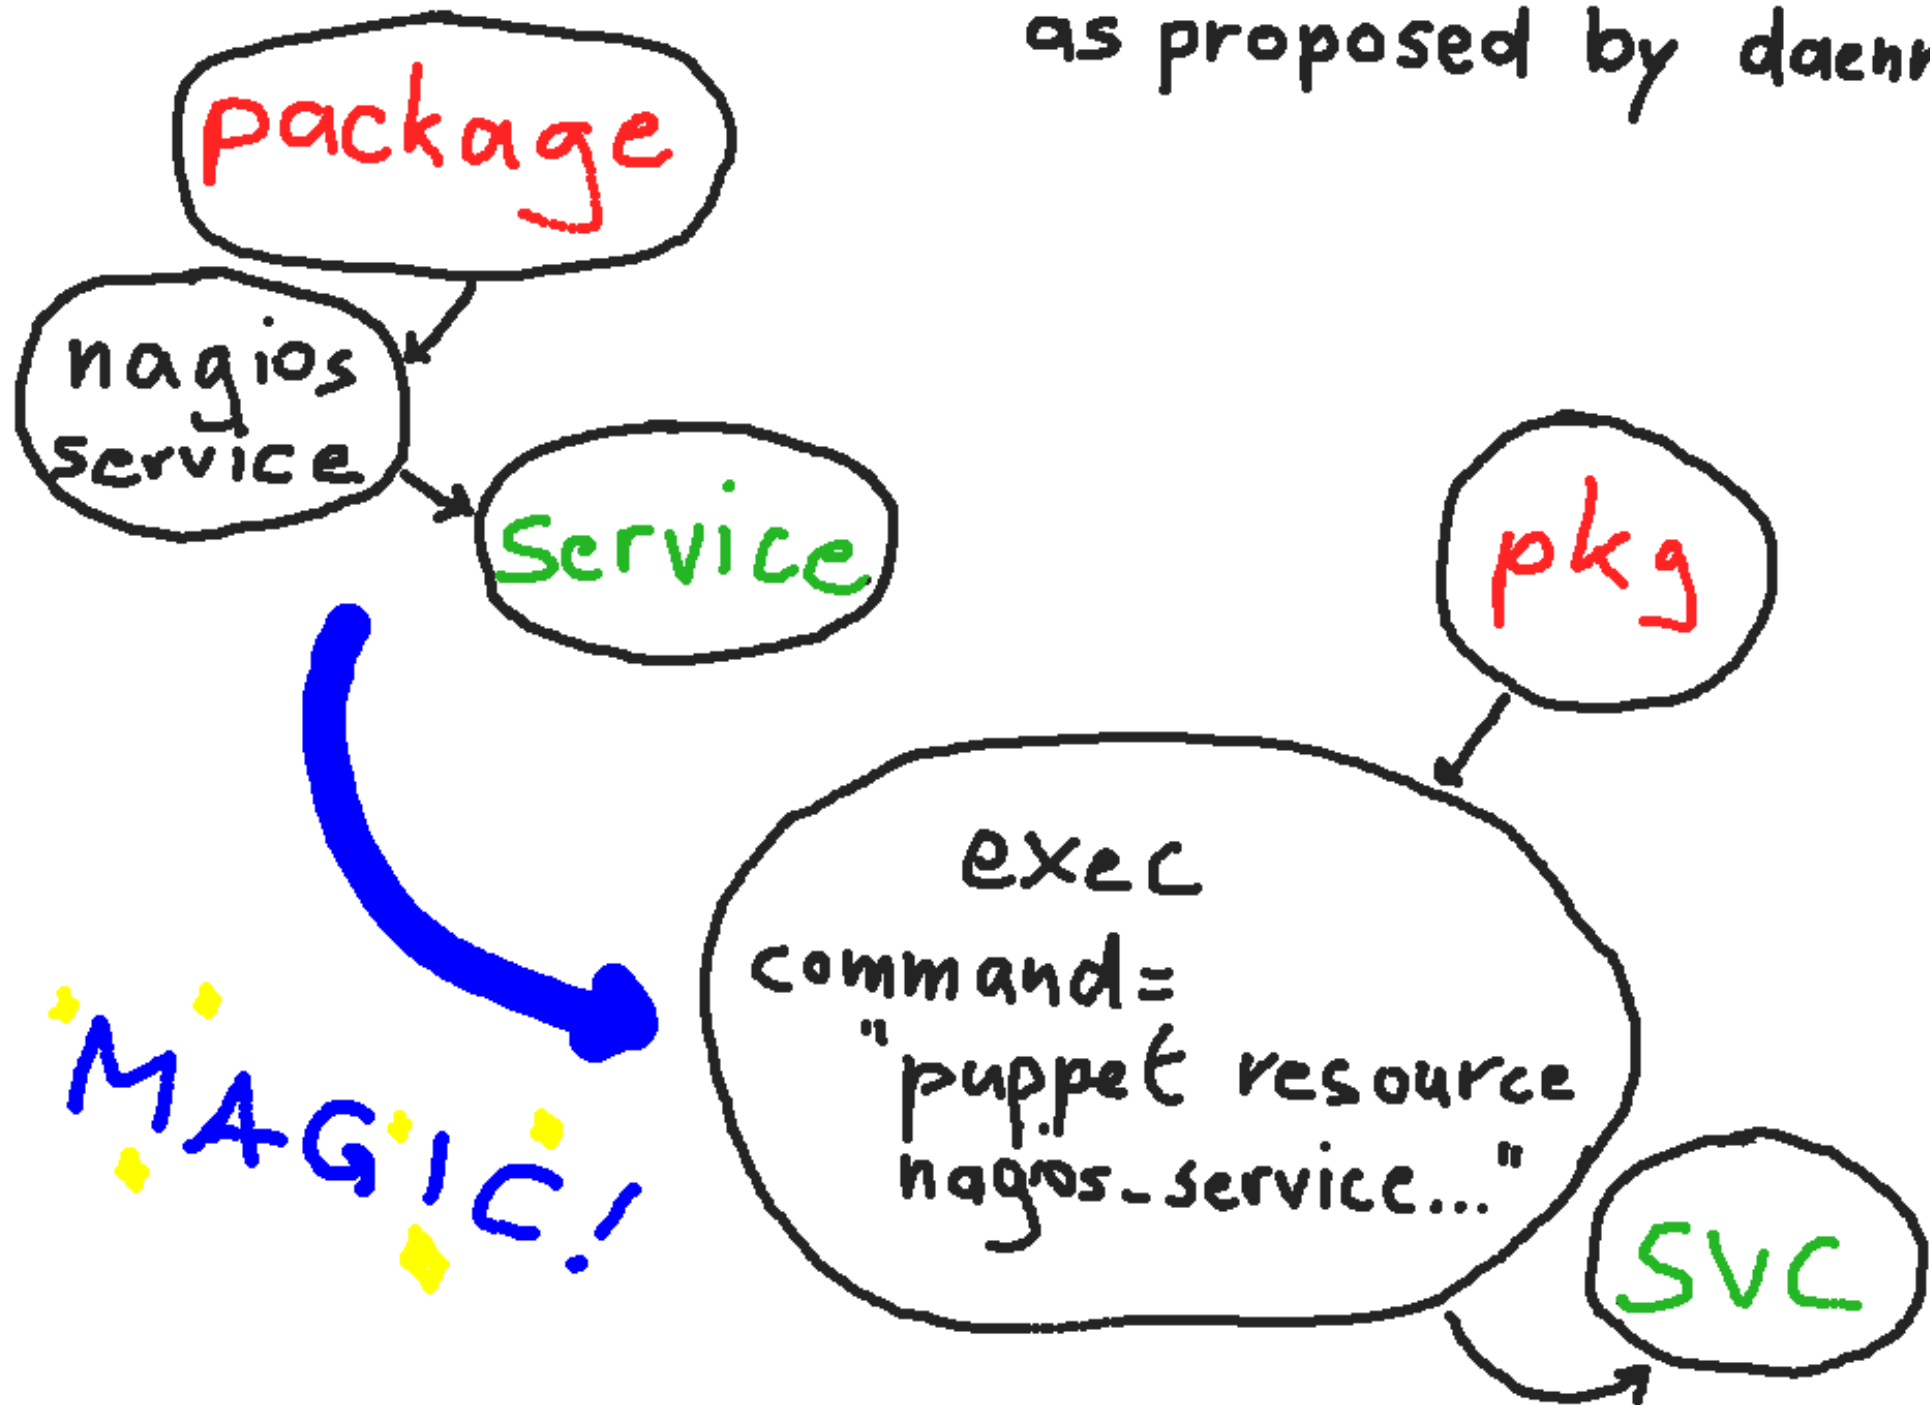 as proposed by
package
nagios
service
service
pkg
exec
command=
"puppet resource
nagios_service..."
MAGIC!
svc